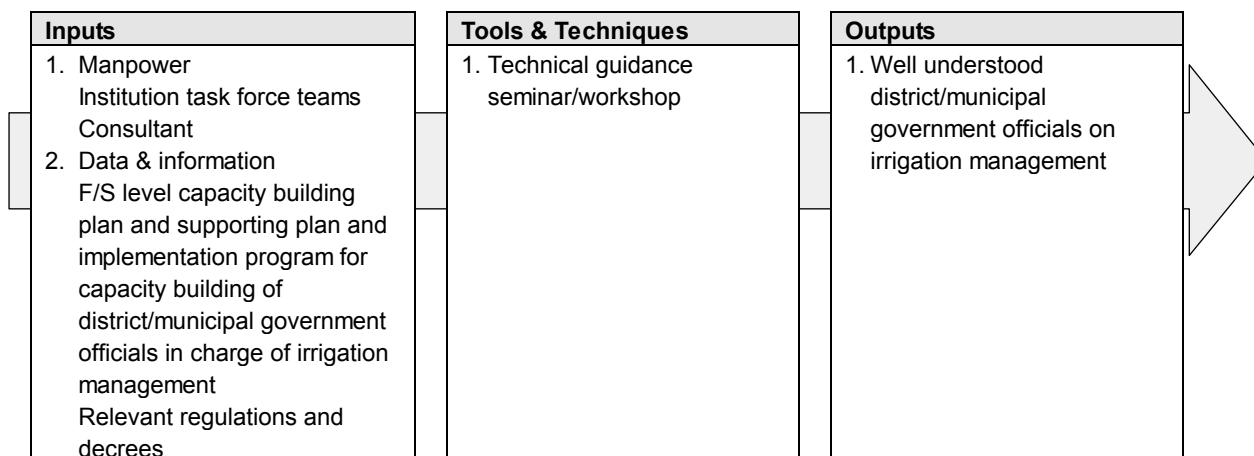 Inputs
1. Manpower
Institution task force teams
Consultant
2. Data & information
F/S level capacity building
plan and supporting plan and
implementation program for
capacity building of
district/municipal government
officials in charge of irrigation
management
Relevant regulations and
decrees
Tools & Techniques
1. Technical guidance
seminar/workshop
Outputs
1. Well understood
district/municipal
government officials on
irrigation management